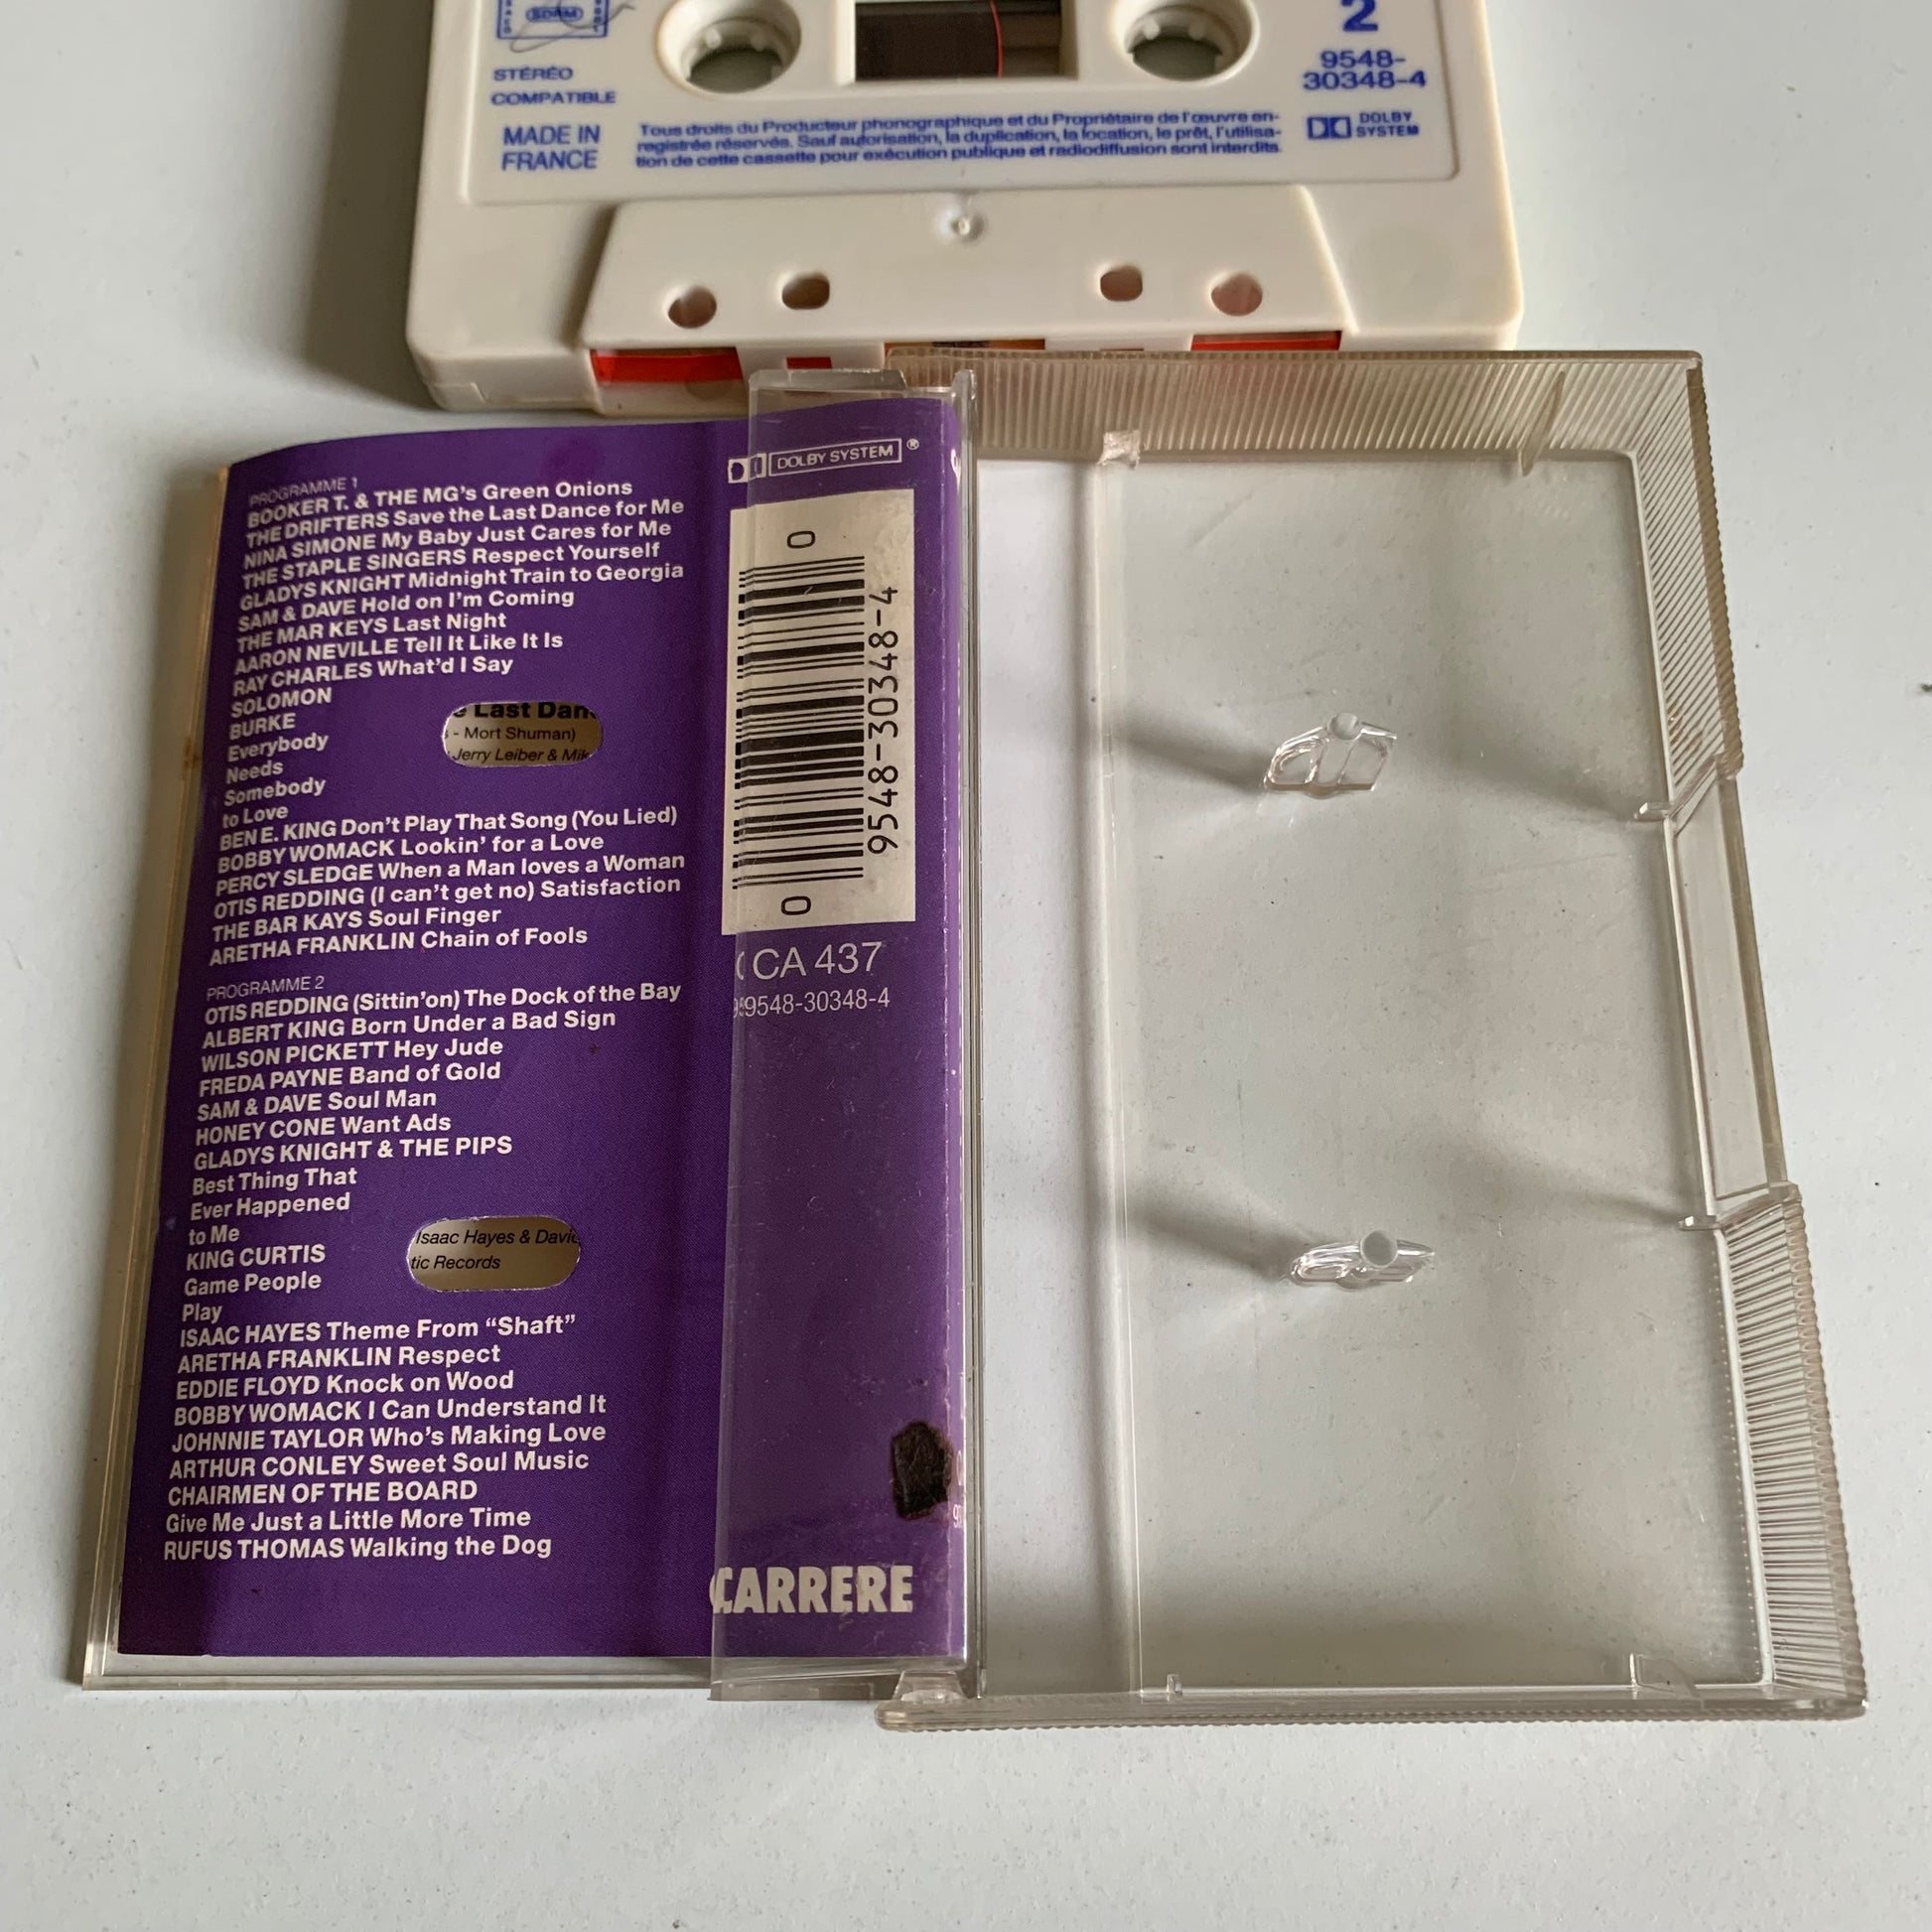 SDRM
STÉRÉO
COMPATIBLE
MADE IN
FRANCE
Tous droits du Producteur phonographique et du Propriétaire de l'œuvre en-
registrée réservés. Sauf autorisation, la duplication, la location, le prêt, l'utilisa-
tion de cette cassette pour exécution publique et radiodiffusion sont interdits.
2
9548-
30348-4
DOLBY
SYSTEM
PROGRAMME 1
BOOKER T. & THE MG's Green Onions
THE DRIFTERS Save the Last Dance for Me
NINA SIMONE My Baby Just Cares for Me
THE STAPLE SINGERS Respect Yourself
GLADYS KNIGHT Midnight Train to Georgia
SAM & DAVE Hold on I'm Coming
THE MAR KEYS Last Night
AARON NEVILLE Tell It Like It Is
RAY CHARLES What'd I Say
SOLOMON
BURKE
Everybody
Needs
Somebody
to Love
BEN E. KING Don't Play That Song (You Lied)
BOBBY WOMACK Lookin' for a Love
PERCY SLEDGE When a Man loves a Woman
OTIS REDDING (I can't get no) Satisfaction
THE BAR KAYS Soul Finger
ARETHA FRANKLIN Chain of Fools
Last Dan
- Mort Shuman)
Jerry Leiber & Mik
PROGRAMME 2
OTIS REDDING (Sittin'on) The Dock of the Bay
ALBERT KING Born Under a Bad Sign
WILSON PICKETT Hey Jude
FREDA PAYNE Band of Gold
SAM & DAVE Soul Man
HONEY CONE Want Ads
GLADYS KNIGHT & THE PIPS
Best Thing That
Ever Happened
to Me
KING CURTIS
Game People
Play
ISAAC HAYES Theme From “Shaft”
ARETHA FRANKLIN Respect
EDDIE FLOYD Knock on Wood
BOBBY WOMACK I Can Understand It
JOHNNIE TAYLOR Who's Making Love
ARTHUR CONLEY Sweet Soul Music
CHAIRMEN OF THE BOARD
Give Me Just a Little More Time
RUFUS THOMAS Walking the Dog
Isaac Hayes & Davic
tic Records
DOLBY SYSTEM ®
0
9548-30348-4
0
CA 437
9548-30348-4
CARRERE